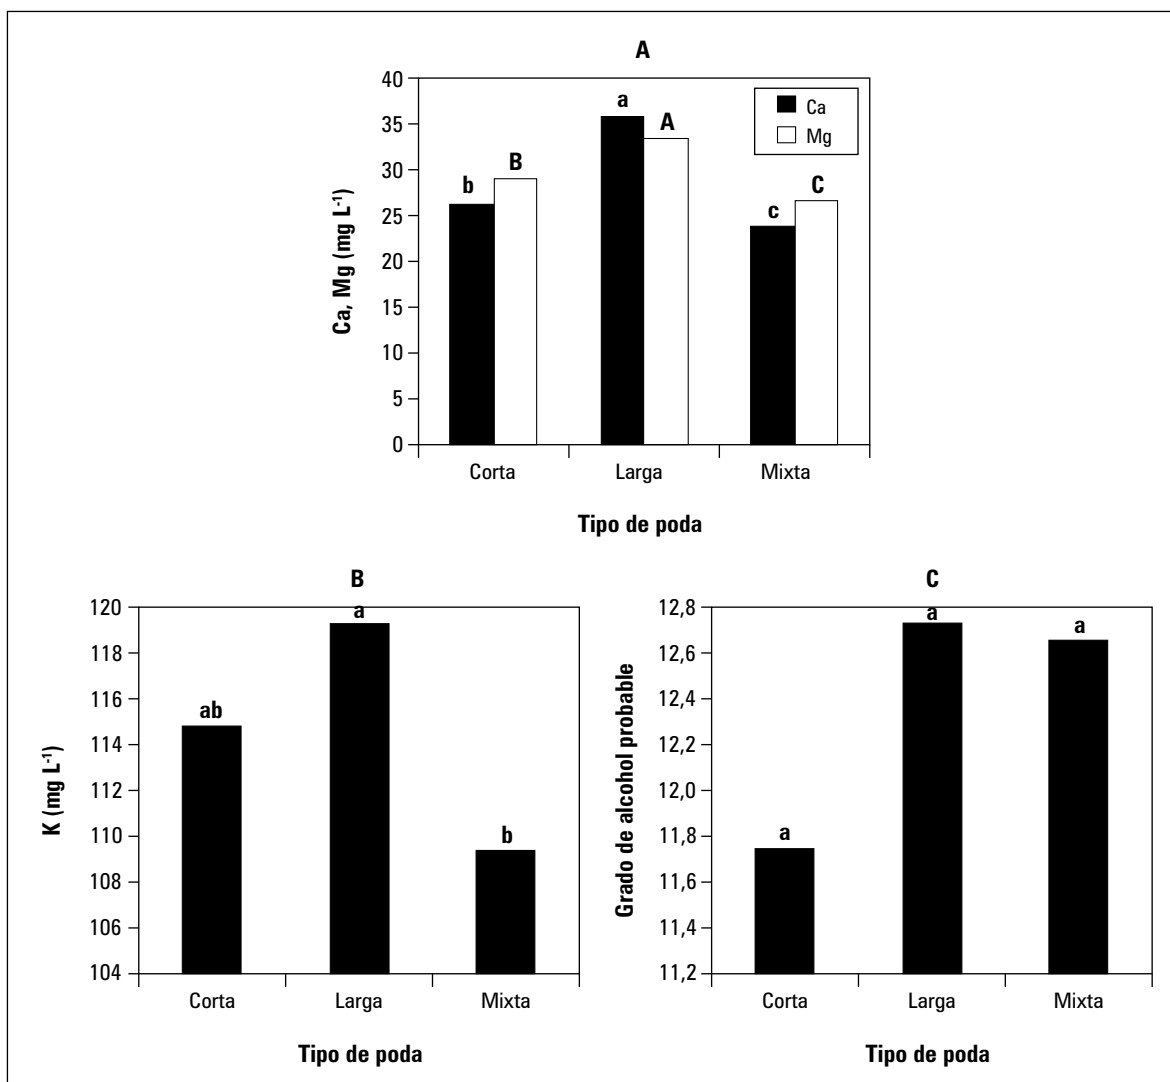 A
Ca, Mg (mg L⁻¹)
40
35
30
25
20
15
10
5
0
Ca
Mg
b
B
a
A
c
C
Corta
Larga
Mixta
Tipo de poda
B
K (mg L⁻¹)
120
118
116
114
112
110
108
106
104
ab
a
b
Corta
Larga
Mixta
Tipo de poda
C
Grado de alcohol probable
12,8
12,6
12,4
12,2
12,0
11,8
11,6
11,4
11,2
a
a
a
Corta
Larga
Mixta
Tipo de poda